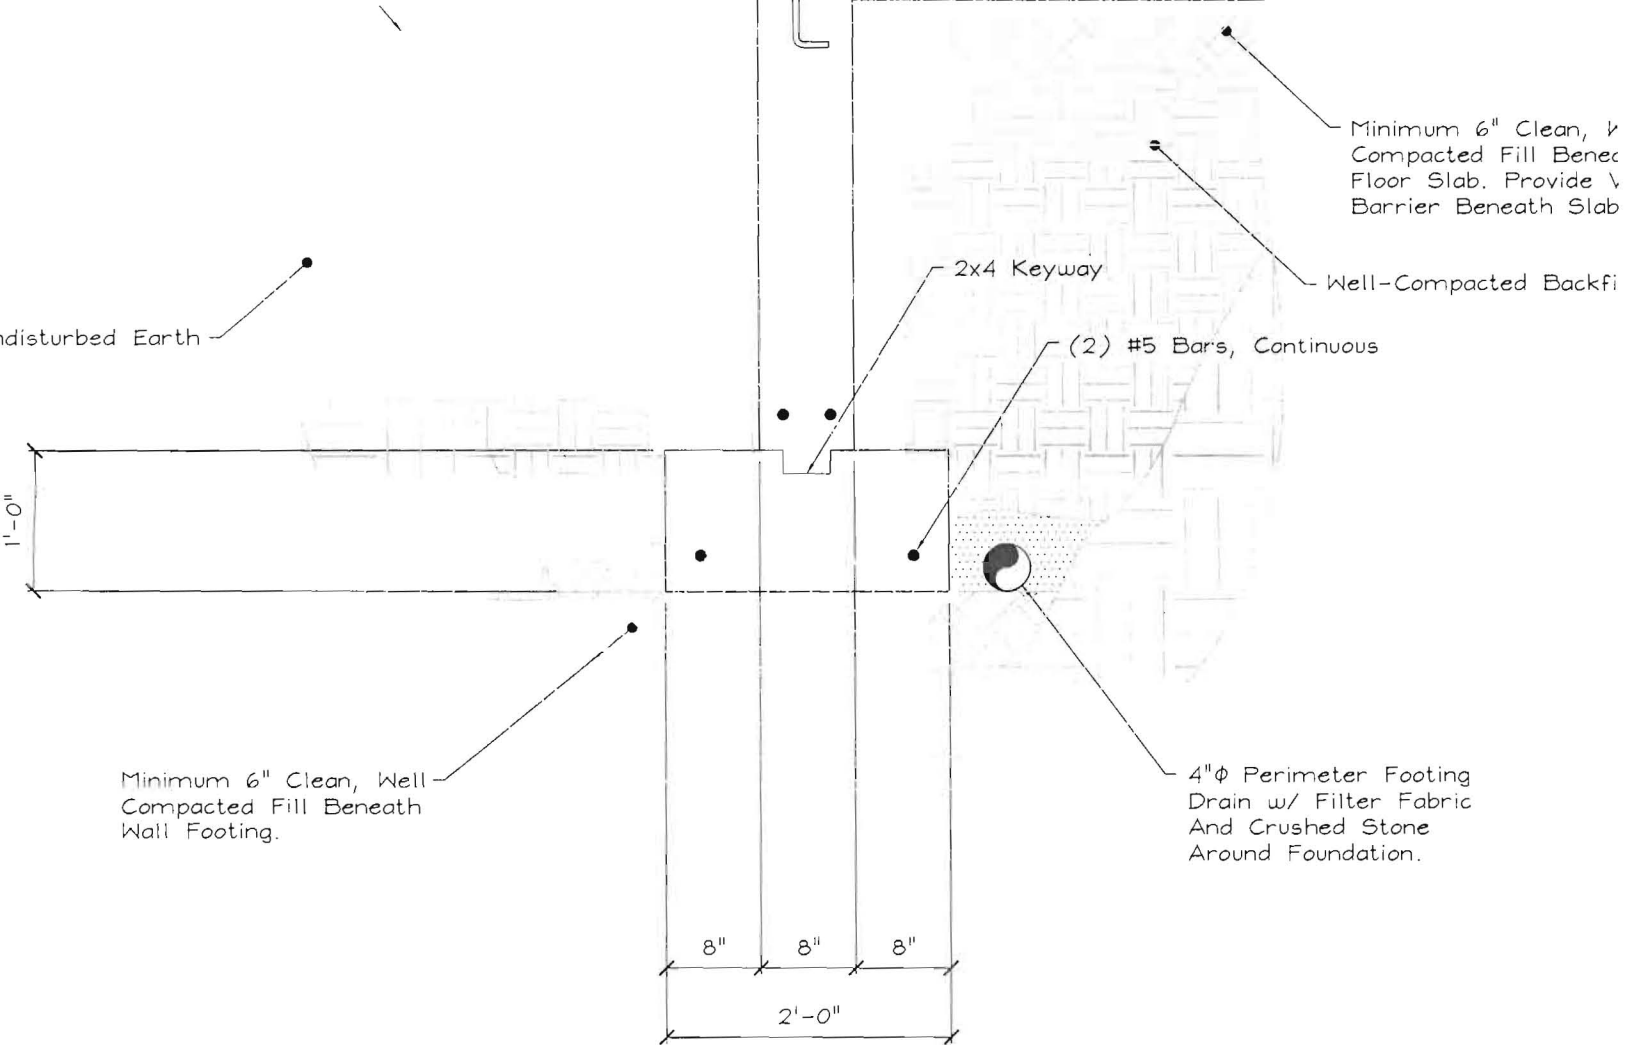 Minimum 6" Clean,
Compacted Fill
Floor Slab. Provide
Barrier Beneath Slab
2x4 Keyway
Well-Compacted
Earth
(2) #5 Bars, Continuous
1'-0"
Minimum 6" Clean, Well
Compacted Fill Beneath
Wall Footing.
4"φ Perimeter Footing
Drain w/ Filter Fabric
And Crushed Stone
Around Foundation.
8" 8" 8"
2'-0"